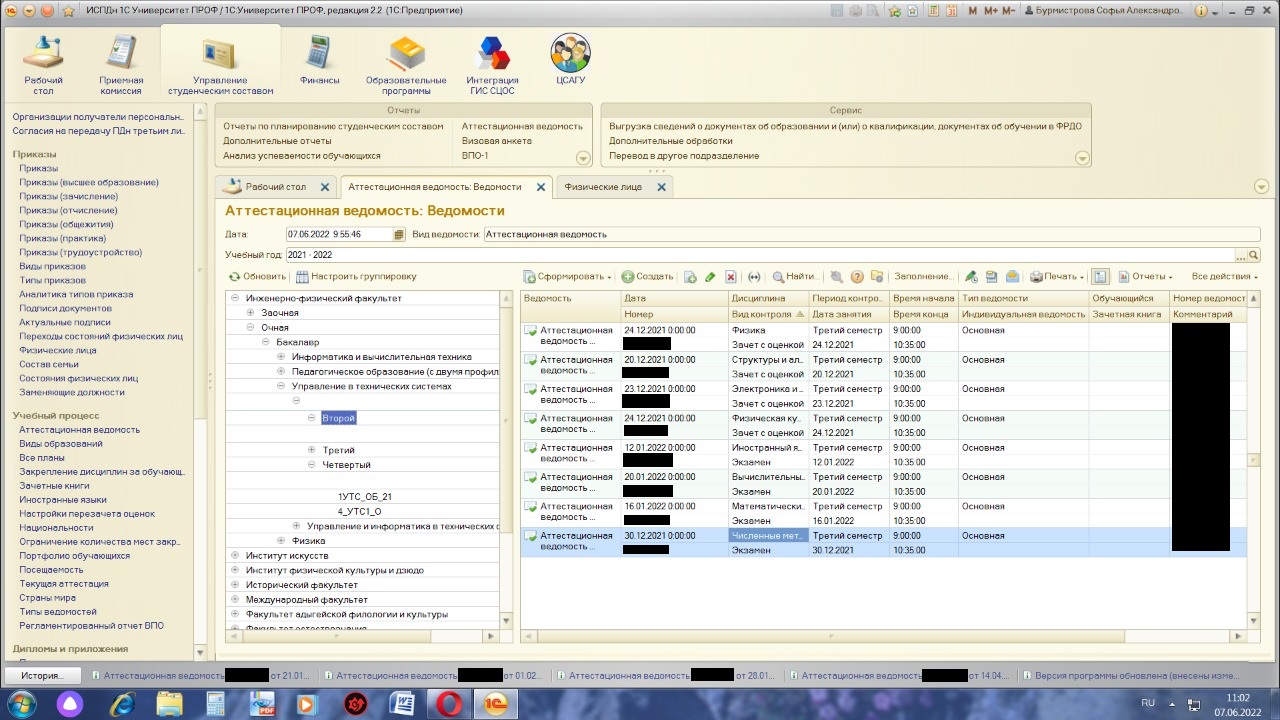 ИСПДн 1С Университет ПРОФ / 1С:Университет ПРОФ, редакция 2.2 (1С:Предприятие)
M M+ M- Бурмистрова Софья Александро..
Рабочий стол
Приемная комиссия
Управление студенческим составом
Финансы
Образовательные программы
Интеграция ГИС СЦОС
ЦСАГУ
Организации получатели персональн..
Согласия на передачу ПДн третьим ли..
Приказы
Приказы
Приказы (высшее образование)
Приказы (зачисление)
Приказы (отчисление)
Приказы (общежития)
Приказы (практика)
Приказы (трудоустройство)
Виды приказов
Типы приказов
Аналитика типов приказа
Подписи документов
Актуальные подписи
Переходы состояний физических лиц
Физические лица
Состав семьи
Состояния физических лиц
Заменяющие должности
Учебный процесс
Аттестационная ведомость
Виды образований
Все планы
Закрепление дисциплин за обучающ..
Зачетные книги
Иностранные языки
Настройки перезачета оценок
Национальности
Ограничение количества мест закр..
Портфолио обучающихся
Посещаемость
Текущая аттестация
Страны мира
Типы ведомостей
Регламентированный отчет ВПО
Дипломы и приложения
Отчеты
Отчеты по планированию студенческим составом
Аттестационная ведомость
Дополнительные отчеты
Визовая анкета
Анализ успеваемости обучающихся
ВПО-1
Сервис
Выгрузка сведений о документах об образовании и (или) о квалификации, документах об обучении в ФРДО
Дополнительные обработки
Перевод в другое подразделение
Рабочий стол
Аттестационная ведомость: Ведомости
Физические лица
Аттестационная ведомость: Ведомости
Дата: 07.06.2022 9:55:46 Вид ведомости: Аттестационная ведомость
Учебный год: 2021 - 2022
Обновить Настроить группировку
Сформировать Создать Найти... Заполнение... Печать Отчеты Все действия
Инженерно-физический факультет
Заочная
Очная
Бакалавр
Информатика и вычислительная техника
Педагогическое образование (с двумя профил
Управление в технических системах
Второй
Третий
Четвертый
1УТС_ОБ_21
4_УТС1_О
Управление и информатика в технических с
Физика
Институт искусств
Институт физической культуры и дзюдо
Исторический факультет
Международный факультет
Факультет адыгейской филологии и культуры
Факультет естествознания
Ведомость Дата Дисциплина Период контро.. Время начала Тип ведомости Обучающийся Номер ведомост
Номер Вид контроля Дата занятия Время конца Индивидуальная ведомость Зачетная книга Комментарий
Аттестационная 24.12.2021 0:00:00 Физика Третий семестр 9:00:00 Основная
ведомость ... Зачет с оценкой 24.12.2021 10:35:00
Аттестационная 20.12.2021 0:00:00 Структуры и ал.. Третий семестр 9:00:00 Основная
ведомость ... Зачет с оценкой 20.12.2021 10:35:00
Аттестационная 23.12.2021 0:00:00 Электроника и .. Третий семестр 9:00:00 Основная
ведомость ... Зачет с оценкой 23.12.2021 10:35:00
Аттестационная 24.12.2021 0:00:00 Физическая ку.. Третий семестр 9:00:00 Основная
ведомость ... Зачет с оценкой 24.12.2021 10:35:00
Аттестационная 12.01.2022 0:00:00 Иностранный я.. Третий семестр 9:00:00 Основная
ведомость ... Экзамен 12.01.2022 10:35:00
Аттестационная 20.01.2022 0:00:00 Вычислительны.. Третий семестр 9:00:00 Основная
ведомость ... Экзамен 20.01.2022 10:35:00
Аттестационная 16.01.2022 0:00:00 Математически.. Третий семестр 9:00:00 Основная
ведомость ... Экзамен 16.01.2022 10:35:00
Аттестационная 30.12.2021 0:00:00 Численные мет.. Третий семестр 9:00:00 Основная
ведомость ... Экзамен 30.12.2021 10:35:00
История... Аттестационная ведомость от 21.01... Аттестационная ведомость от 01.02... Аттестационная ведомость от 28.01... Аттестационная ведомость от 14.04... Версия программы обновлена (внесены изме...
RU 11:02
07.06.2022